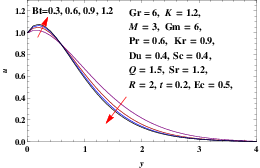 1.2
1.0
0.8
0.6
0.4
0.2
0.0
u
Bt=0.3, 0.6, 0.9, 1.2
Gr = 6, K = 1.2,
M = 3, Gm = 6,
Pr = 0.6, Kr = 0.9,
Du = 0.4, Sc = 0.4,
Q = 1.5, Sr = 1.2,
R = 2, t = 0.2, Ec = 0.5,
0 1 2 3 4
y